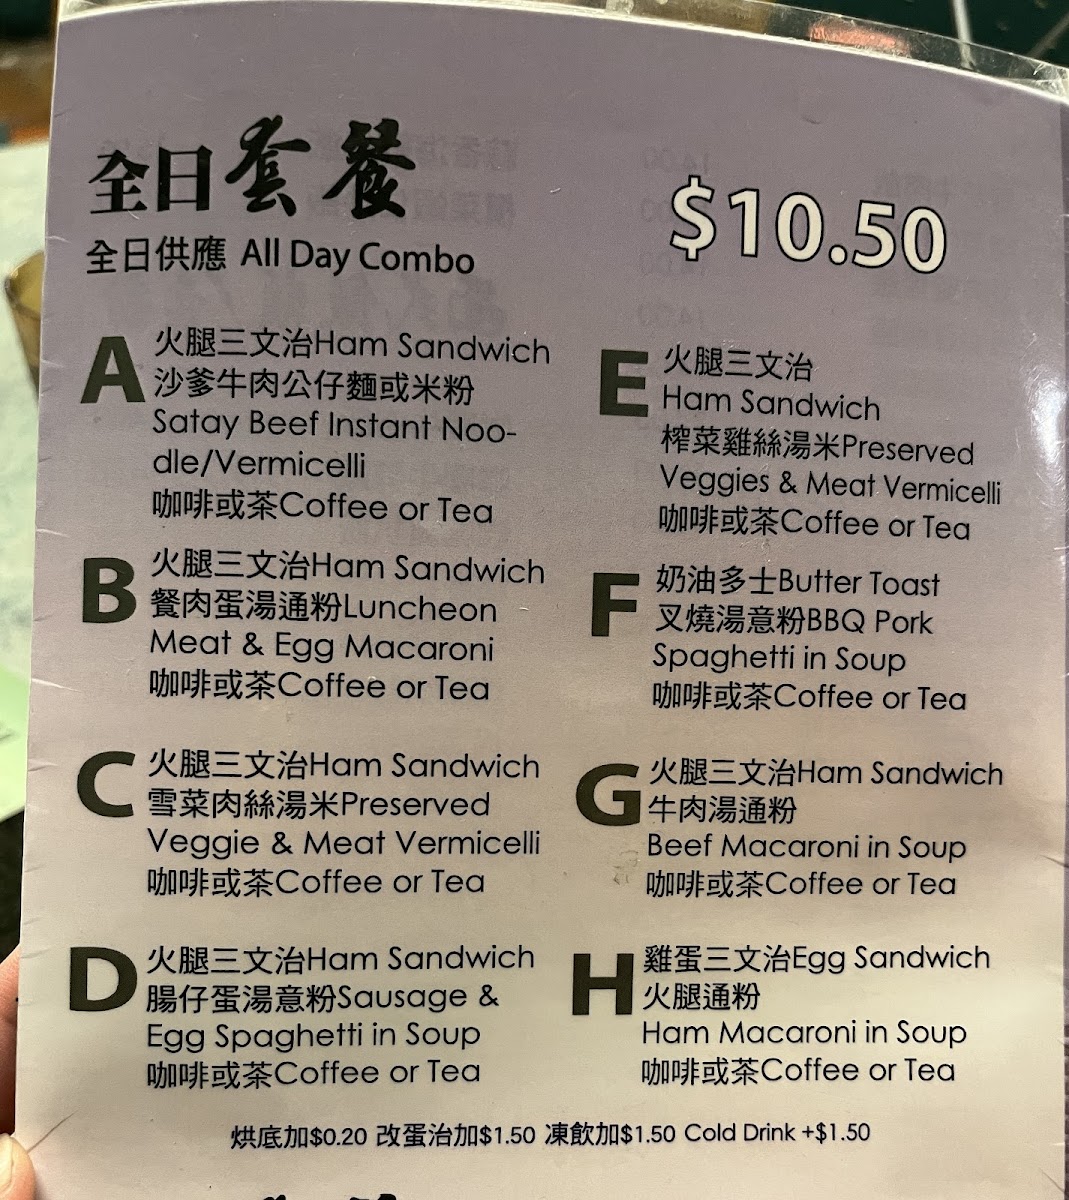 全日套餐
$10.50
全日供應 All Day Combo
A
火腿三文治Ham Sandwich
沙爹牛肉公仔麵或米粉
Satay Beef Instant Noo-
dle/Vermicelli
咖啡或茶Coffee or Tea
B
火腿三文治Ham Sandwich
餐肉蛋湯通粉Luncheon
Meat & Egg Macaroni
咖啡或茶Coffee or Tea
C
火腿三文治Ham Sandwich
雪菜肉絲湯米Preserved
Veggie & Meat Vermicelli
咖啡或茶Coffee or Tea
D
火腿三文治Ham Sandwich
腸仔蛋湯意粉Sausage &
Egg Spaghetti in Soup
咖啡或茶Coffee or Tea
E
火腿三文治
Ham Sandwich
榨菜雞絲湯米Preserved
Veggies & Meat Vermicelli
咖啡或茶Coffee or Tea
F
奶油多士Butter Toast
叉燒湯意粉BBQ Pork
Spaghetti in Soup
咖啡或茶Coffee or Tea
G
火腿三文治Ham Sandwich
牛肉湯通粉
Beef Macaroni in Soup
咖啡或茶Coffee or Tea
H
雞蛋三文治Egg Sandwich
火腿通粉
Ham Macaroni in Soup
咖啡或茶Coffee or Tea
烘底加$0.20 改蛋治加$1.50 凍飲加$1.50 Cold Drink +$1.50